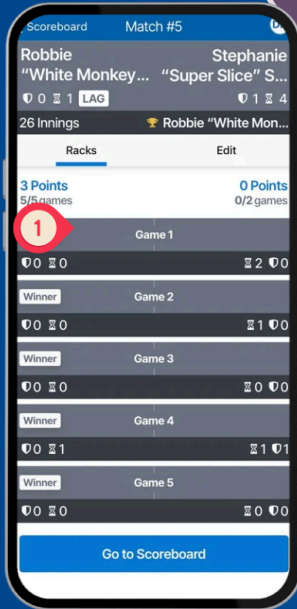 Scoreboard
Match #5
Robbie
"White Monkey...
Stephanie
"Super Slice" S...
0 1 LAG
1 4
26 Innings
Robbie "White Mon...
Racks
Edit
3 Points
0 Points
5/5 games
0/2 games
1
Game 1
0 0
2 0
Winner
Game 2
0 0
1 0
Winner
Game 3
0 0
0 0
Winner
Game 4
0 1
1 1
Winner
Game 5
0 0
0 0
Go to Scoreboard